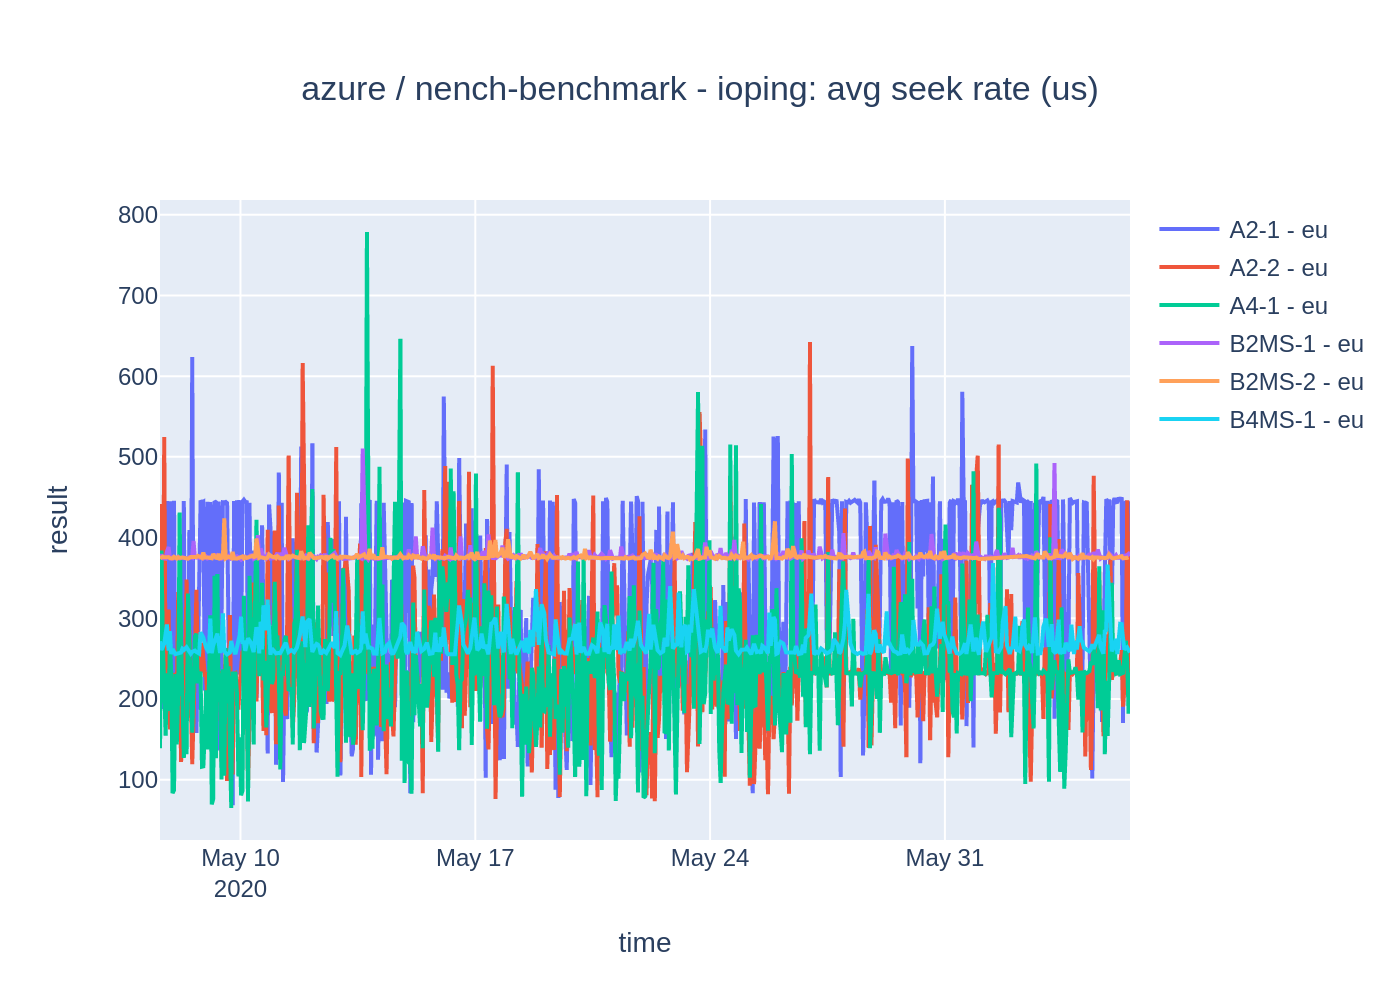 azure / nench-benchmark - ioping: avg seek rate (us)
800
700
600
500
400
300
200
100
result
May 10
2020
May 17
May 24
May 31
time
A2-1 - eu
A2-2 - eu
A4-1 - eu
B2MS-1 - eu
B2MS-2 - eu
B4MS-1 - eu